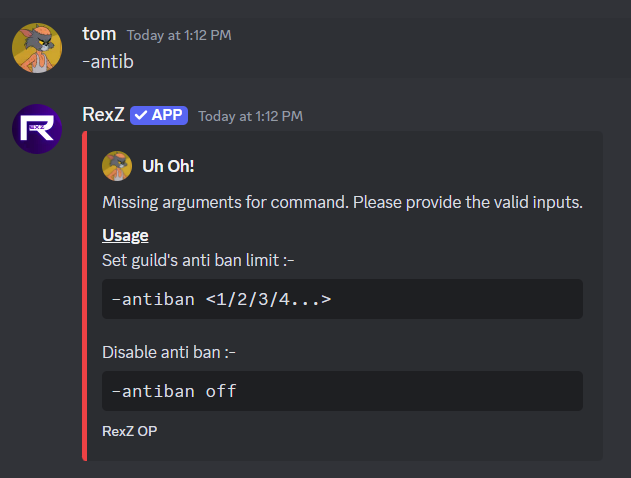 tom Today at 1:12 PM
-antib
RexZ ✓ APP Today at 1:12 PM
Uh Oh!
Missing arguments for command. Please provide the valid inputs.
Usage
Set guild's anti ban limit :-
-antiban <1/2/3/4...>
Disable anti ban :-
-antiban off
RexZ OP